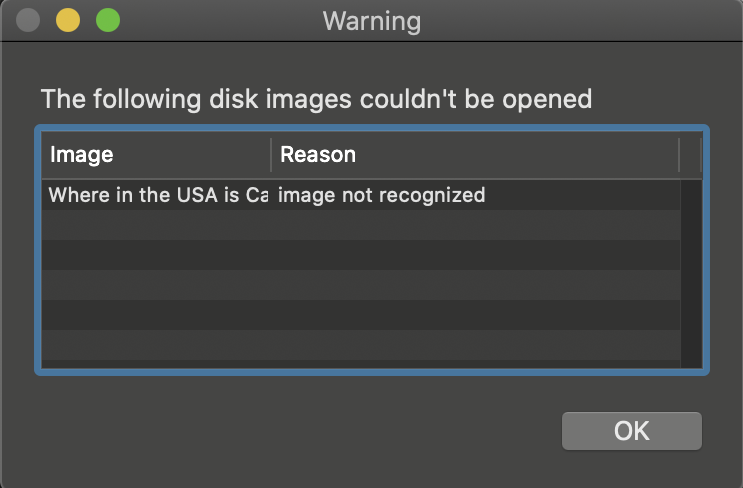 Warning
The following disk images couldn't be opened
Image Reason
Where in the USA is Ca image not recognized
OK